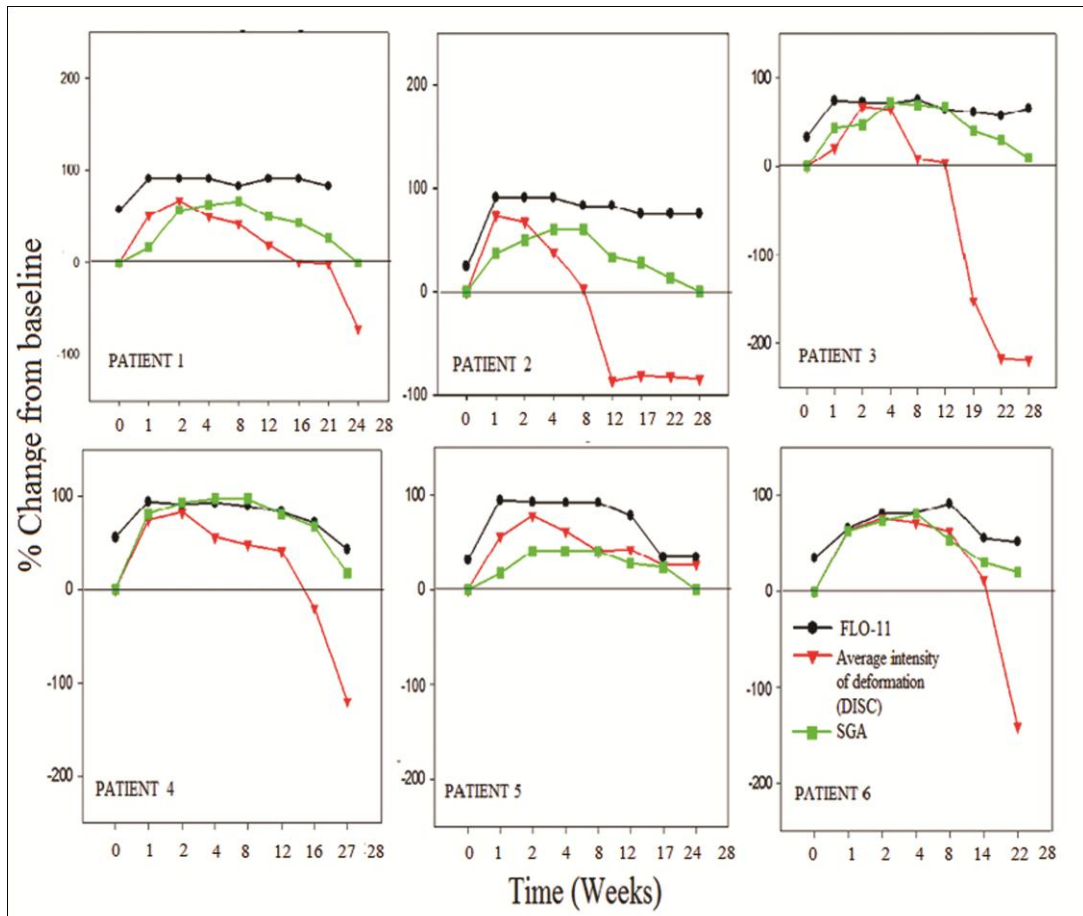 200
100
0
-100
PATIENT 1
0 1 2 4 8 12 16 21 24 28
200
100
0
-100
PATIENT 2
0 1 2 4 8 12 17 22 28
100
0
-100
-200
PATIENT 3
0 1 2 4 8 12 19 22 28
% Change from baseline
100
0
-100
-200
PATIENT 4
0 1 2 4 8 12 16 27 28
100
0
-100
-200
PATIENT 5
0 1 2 4 8 12 17 24 28
100
0
-100
-200
FLO-11
Average intensity
of deformation
(DISC)
SGA
PATIENT 6
0 1 2 4 8 14 22 28
Time (Weeks)